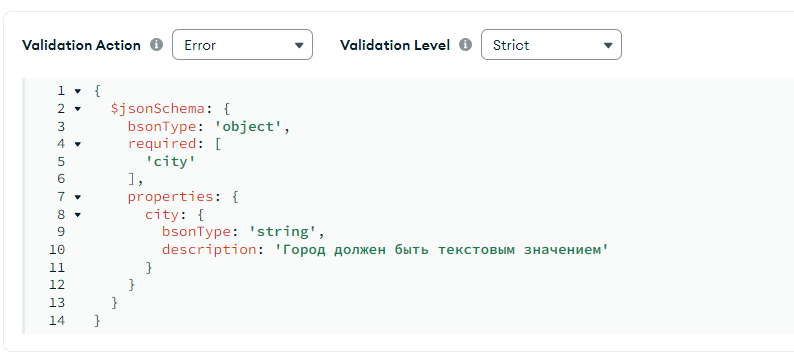 Validation Action Error Validation Level Strict
1 {
2 $jsonSchema: {
3 bsonType: 'object',
4 required: [
5 'city'
6 ],
7 properties: {
8 city: {
9 bsonType: 'string',
10 description: 'Город должен быть текстовым значением'
11 }
12 }
13 }
14 }